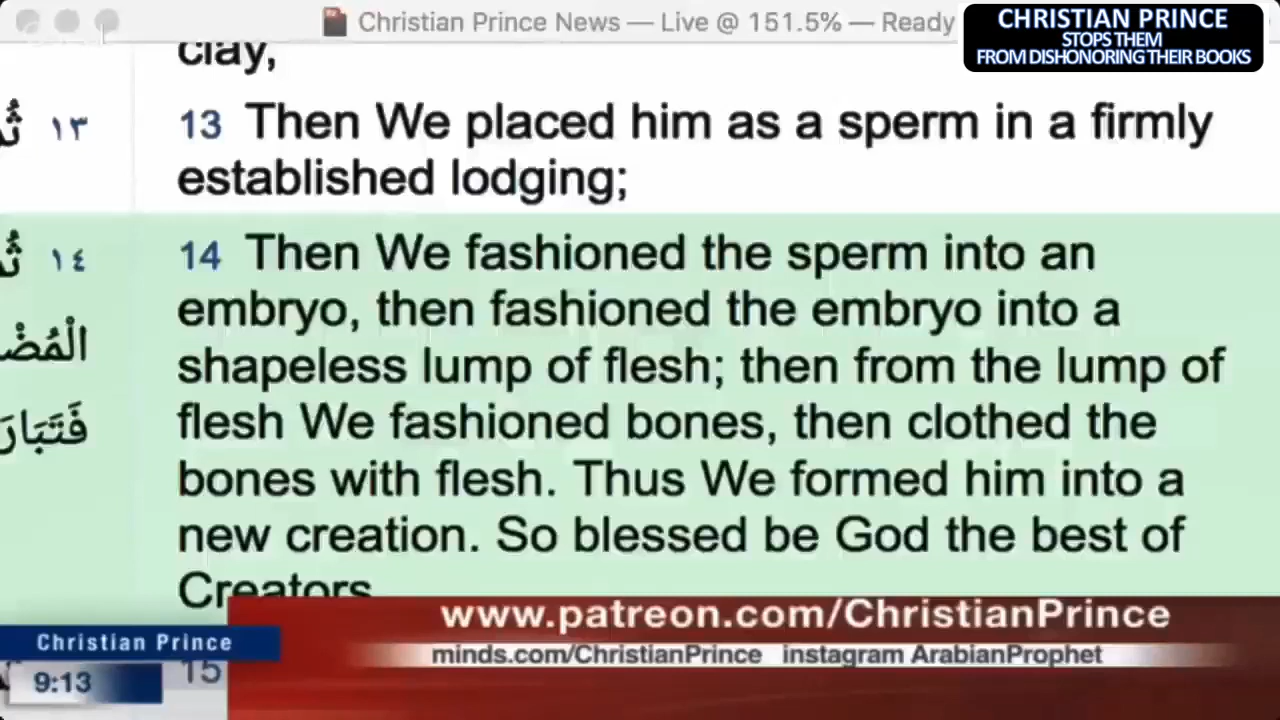 Christian Prince News — Live @ 151.5% — Ready
CHRISTIAN PRINCE
STOPS THEM
FROM DISHONORING THEIR BOOKS
clay,
١٣
13 Then We placed him as a sperm in a firmly
established lodging;
١٤
14 Then We fashioned the sperm into an
embryo, then fashioned the embryo into a
shapeless lump of flesh; then from the lump of
flesh We fashioned bones, then clothed the
bones with flesh. Thus We formed him into a
new creation. So blessed be God the best of
Creators
15
www.patreon.com/ChristianPrince
minds.com/ChristianPrince instagram ArabianProphet
Christian Prince
9:13